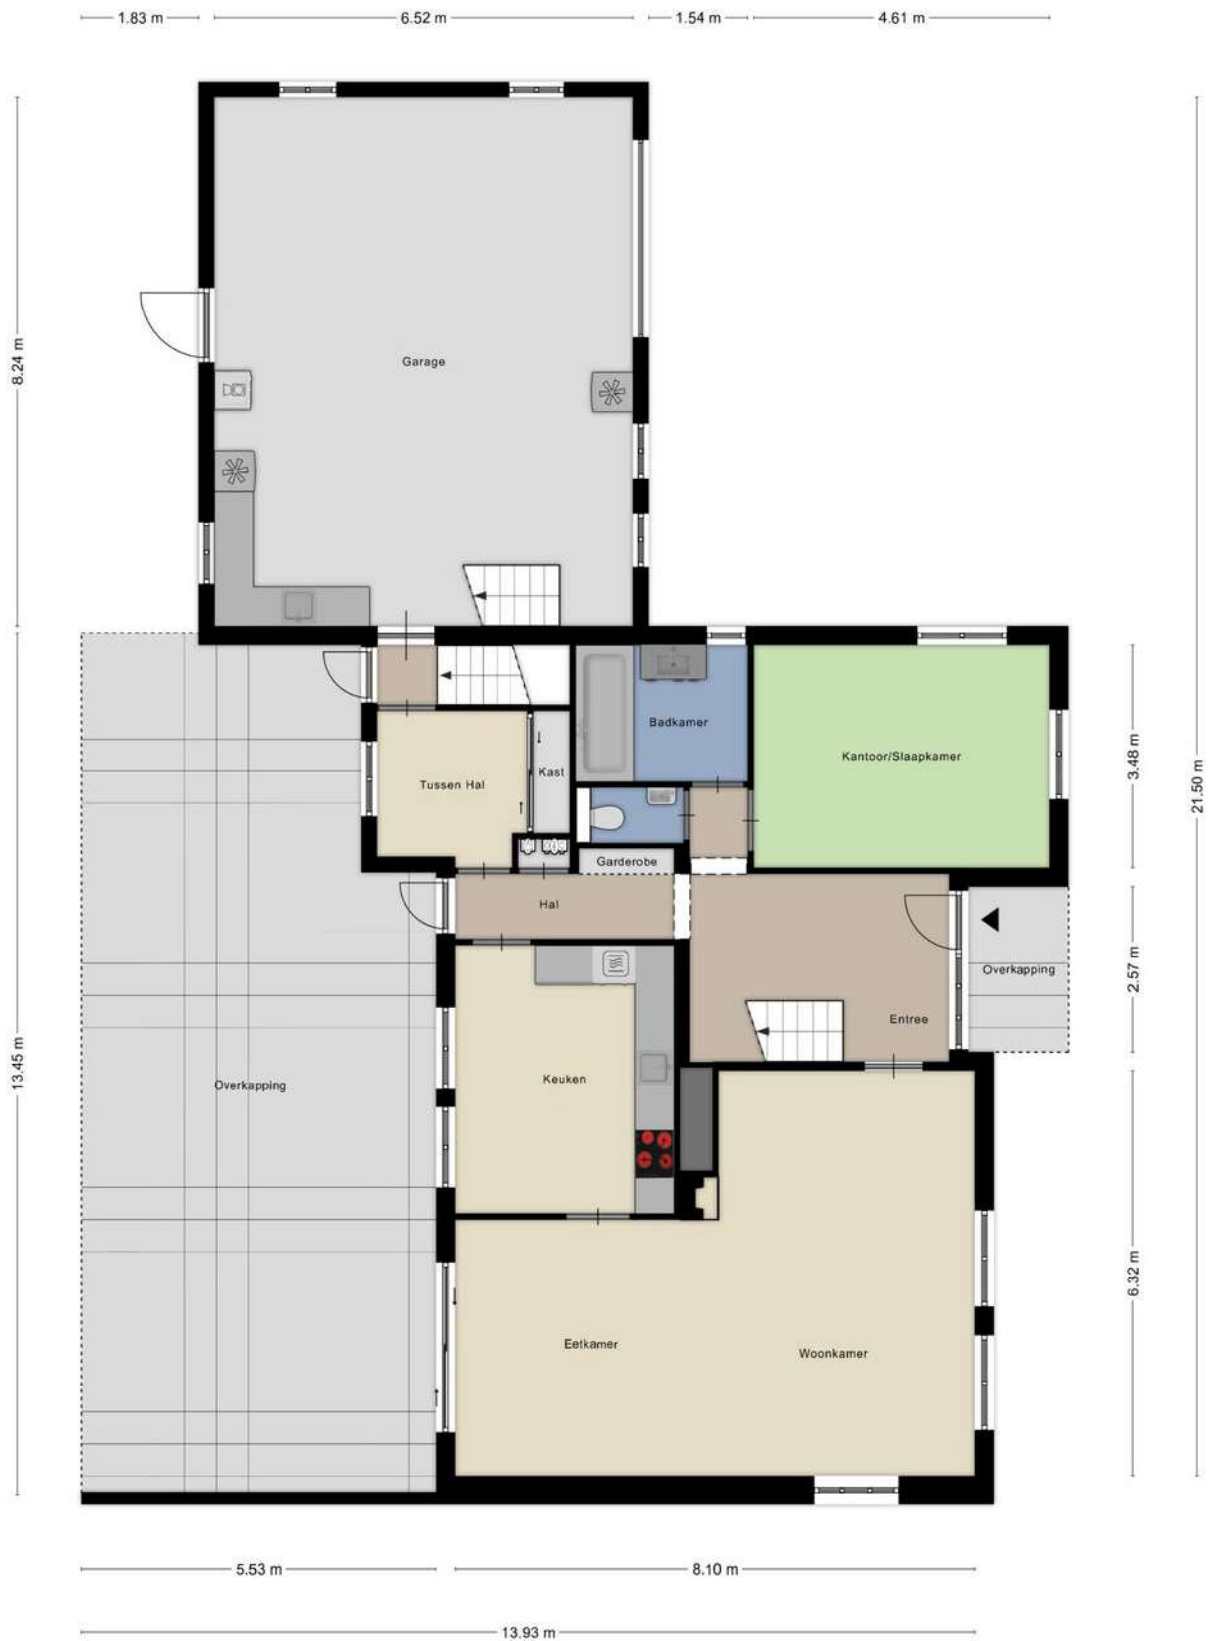 1.83 m
6.52 m
1.54 m
4.61 m
8.24 m
Garage
Badkamer
3.48 m
Kantoor/Slaapkamer
21.50 m
Kast
Tussen Hal
Garderobe
Hal
2.57 m
Overkapping
Entree
13.45 m
Keuken
Overkapping
6.32 m
Eetkamer
Woonkamer
5.53 m
8.10 m
13.93 m